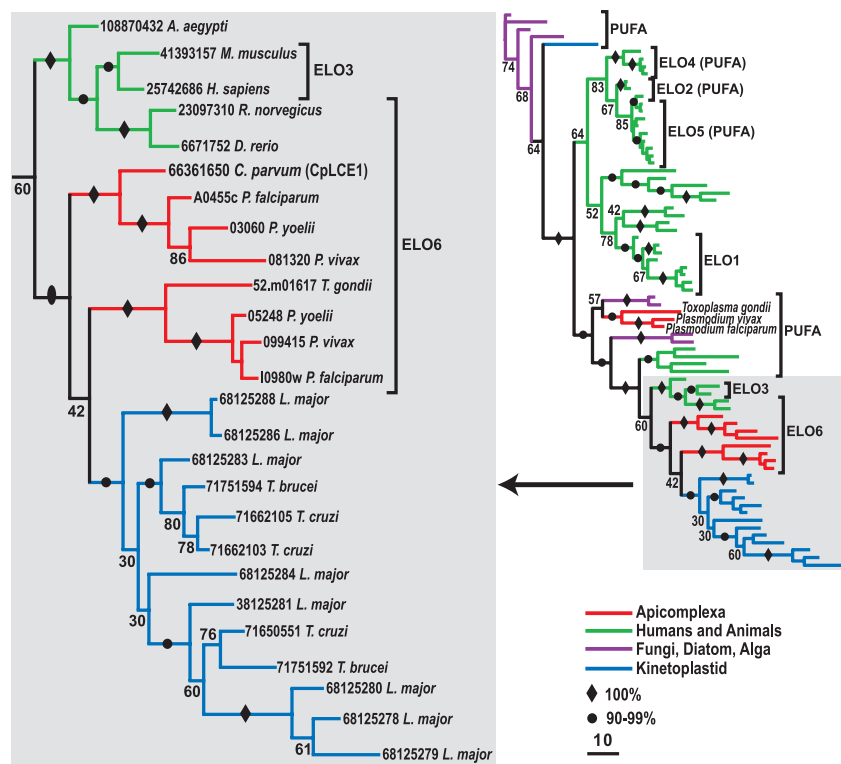 108870432 A. aegypti
41393157 M. musculus
25742686 H. sapiens
ELO3
23097310 R. norvegicus
6671752 D. rerio
60
66361650 C. parvum (CpLCE1)
A0455c P. falciparum
03060 P. yoelii
86
081320 P. vivax
ELO6
52.m01617 T. gondii
05248 P. yoelii
099415 P. vivax
I0980w P. falciparum
42
68125288 L. major
68125286 L. major
68125283 L. major
71751594 T. brucei
80
71662105 T. cruzi
78
71662103 T. cruzi
30
68125284 L. major
30
38125281 L. major
76
71650551 T. cruzi
71751592 T. brucei
60
68125280 L. major
68125278 L. major
61
68125279 L. major
PUFA
74
68
64
ELO4 (PUFA)
83
ELO2 (PUFA)
67
85
ELO5 (PUFA)
64
52
42
78
67
ELO1
57
Toxoplasma gondii
Plasmodium vivax
Plasmodium falciparum
PUFA
ELO3
60
ELO6
42
30
30
60
Apicomplexa
Humans and Animals
Fungi, Diatom, Alga
Kinetoplastid
100%
90-99%
10